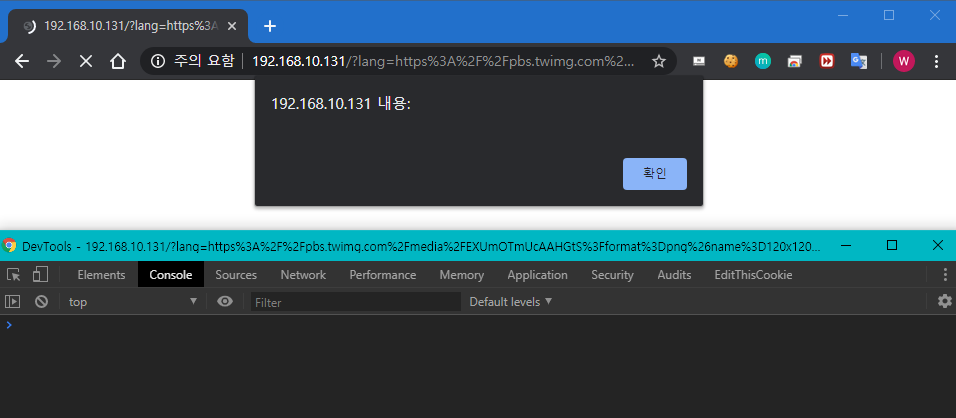 192.168.10.131/?lang=https%3A
주의 요함 192.168.10.131/?lang=https%3A%2F%2Fpbs.twimg.com%2...
W
192.168.10.131 내용:
확인
DevTools - 192.168.10.131/?lang=https%3A%2F%2Fpbs.twimg.com%2Fmedia%2FEXUmOTmUcAAHGtS%3Fformat%3Dpng%26name%3D120x120...
Elements Console Sources Network Performance Memory Application Security Audits EditThisCookie
top Filter Default levels